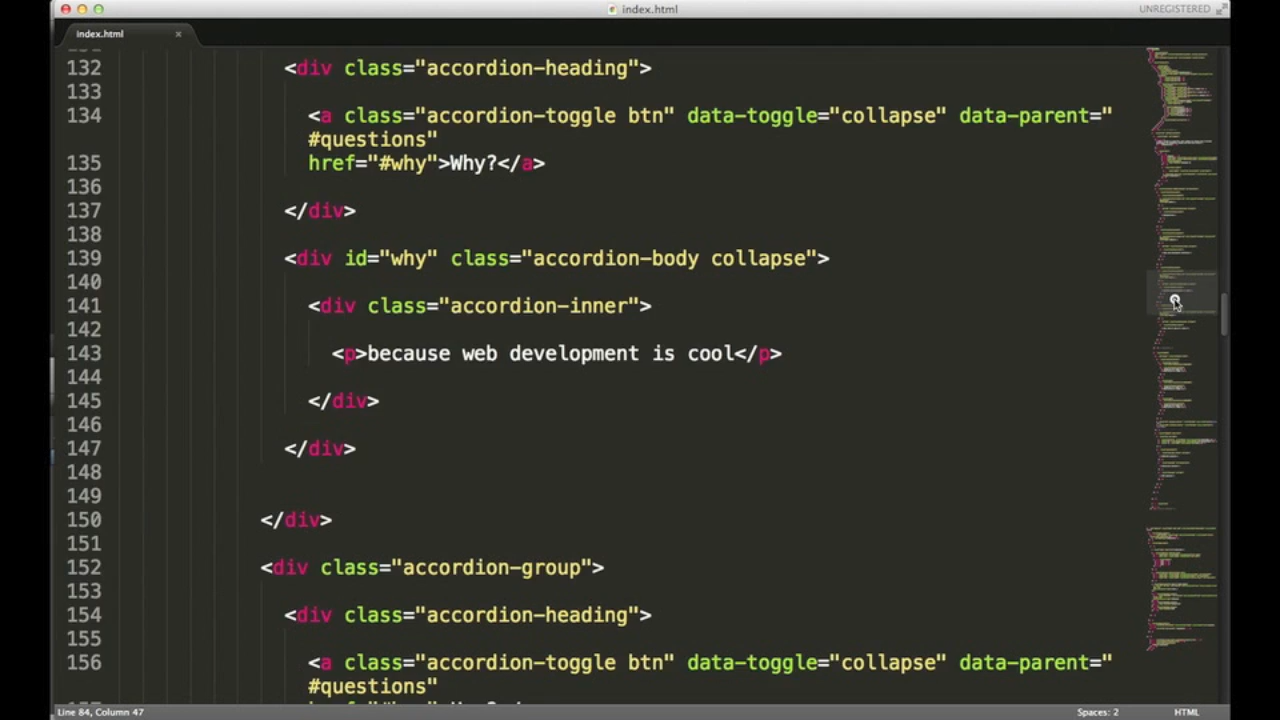 index.html
UNREGISTERED
index.html
132 <div class="accordion-heading">
133
134 <a class="accordion-toggle btn" data-toggle="collapse" data-parent="
#questions"
135 href="#why">Why?</a>
136
137 </div>
138
139 <div id="why" class="accordion-body collapse">
140
141 <div class="accordion-inner">
142
143 <p>because web development is cool</p>
144
145 </div>
146
147 </div>
148
149
150 </div>
151
152 <div class="accordion-group">
153
154 <div class="accordion-heading">
155
156 <a class="accordion-toggle btn" data-toggle="collapse" data-parent="
#questions"
Line 84, Column 47
Spaces: 2
HTML